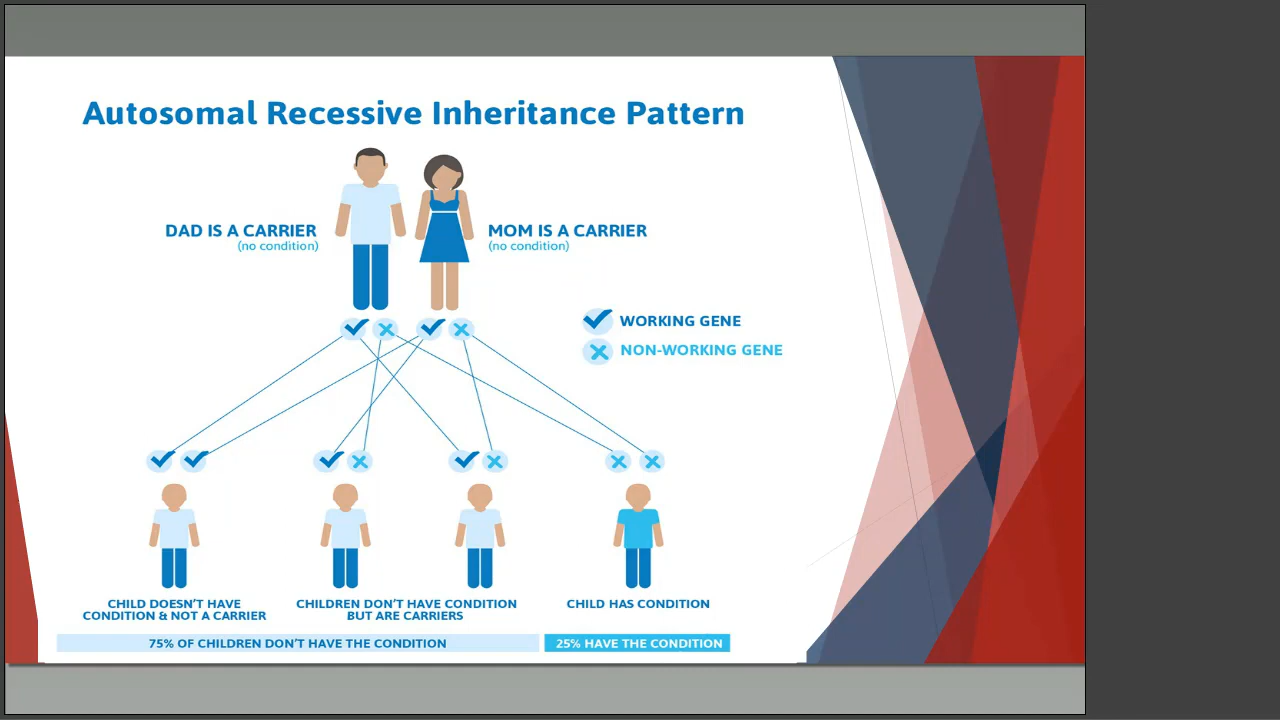 Autosomal Recessive Inheritance Pattern
DAD IS A CARRIER
(no condition)
MOM IS A CARRIER
(no condition)
WORKING GENE
NON-WORKING GENE
CHILD DOESN'T HAVE
CONDITION & NOT A CARRIER
CHILDREN DON'T HAVE CONDITION
BUT ARE CARRIERS
CHILD HAS CONDITION
75% OF CHILDREN DON'T HAVE THE CONDITION
25% HAVE THE CONDITION